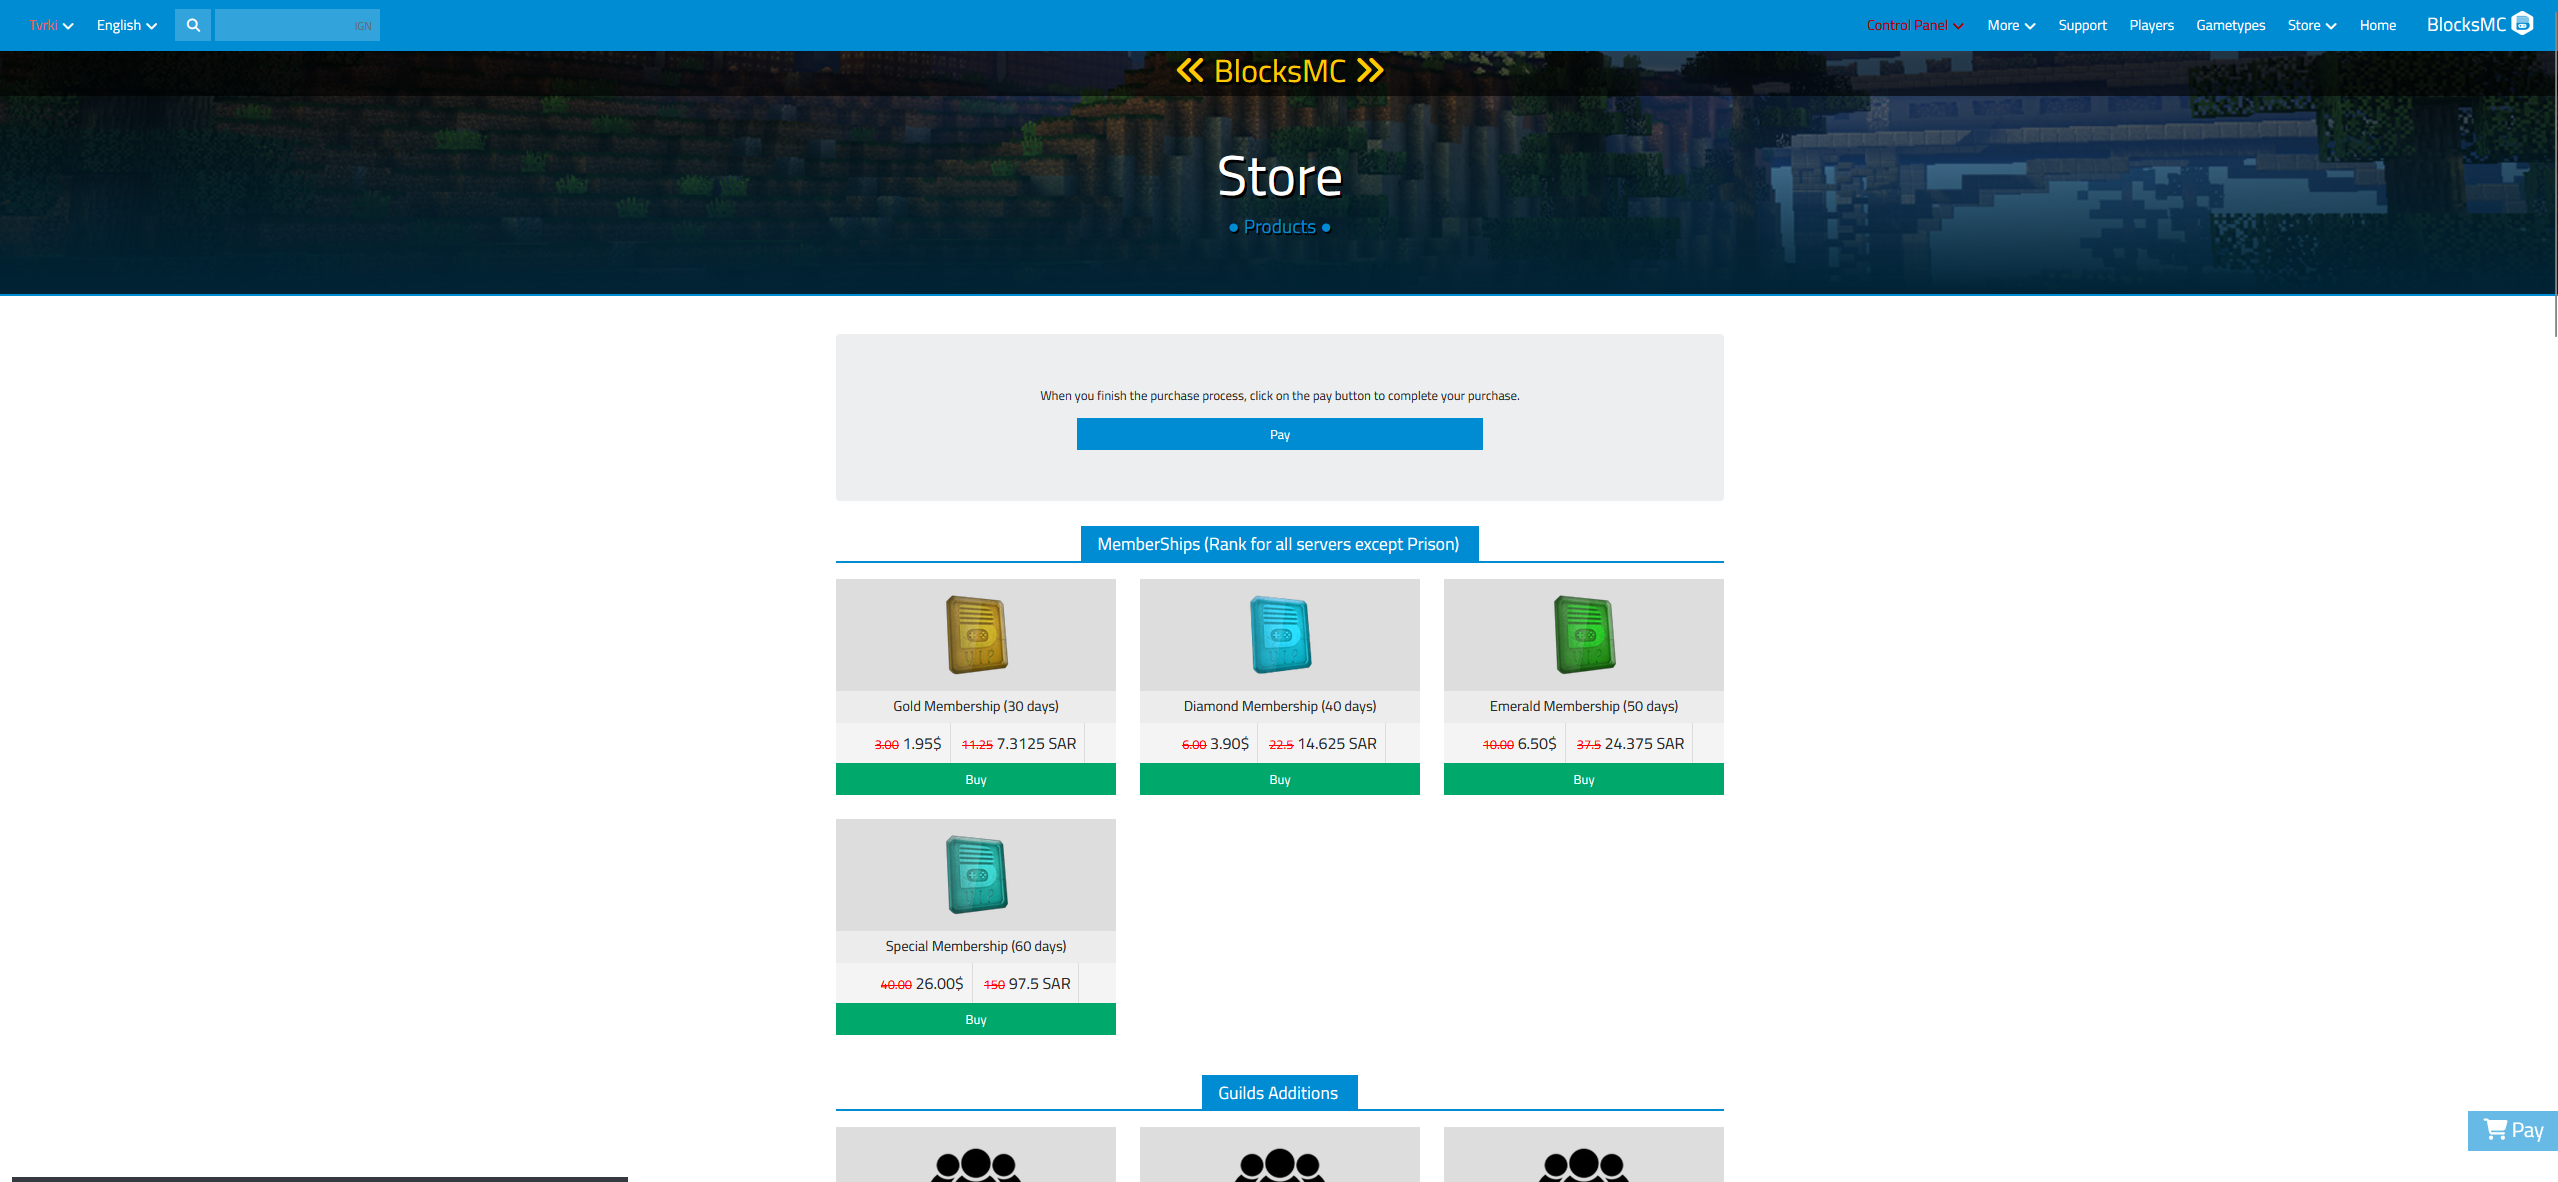 Tvrki English IGN Control Panel More Support Players Gametypes Store Home BlocksMC
BlocksMC
Store
• Products •
When you finish the purchase process, click on the pay button to complete your purchase.
Pay
MemberShips (Rank for all servers except Prison)
Gold Membership (30 days)
3.00 1.95$ 11.25 7.3125 SAR
Buy
Diamond Membership (40 days)
6.00 3.90$ 22.5 14.625 SAR
Buy
Emerald Membership (50 days)
10.00 6.50$ 37.5 24.375 SAR
Buy
Special Membership (60 days)
40.00 26.00$ 150 97.5 SAR
Buy
Guilds Additions
Pay